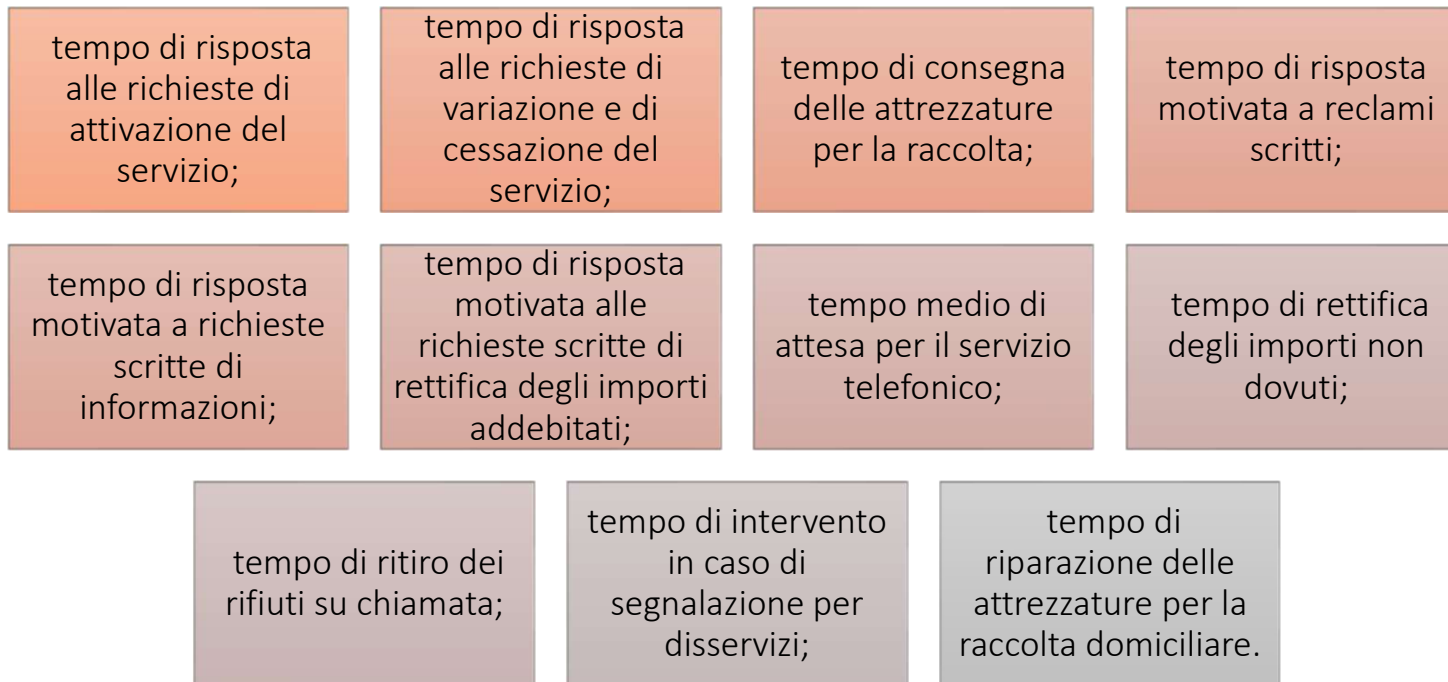 tempo di risposta
alle richieste di
attivazione del
servizio;
tempo di risposta
alle richieste di
variazione e di
cessazione del
servizio;
tempo di consegna
delle attrezzature
per la raccolta;
tempo di risposta
motivata a reclami
scritti;
tempo di risposta
motivata a richieste
scritte di
informazioni;
tempo di risposta
motivata alle
richieste scritte di
rettifica degli importi
addebitati;
tempo medio di
attesa per il servizio
telefonico;
tempo di rettifica
degli importi non
dovuti;
tempo di ritiro dei
rifiuti su chiamata;
tempo di intervento
in caso di
segnalazione per
disservizi;
tempo di
riparazione delle
attrezzature per la
raccolta domiciliare.